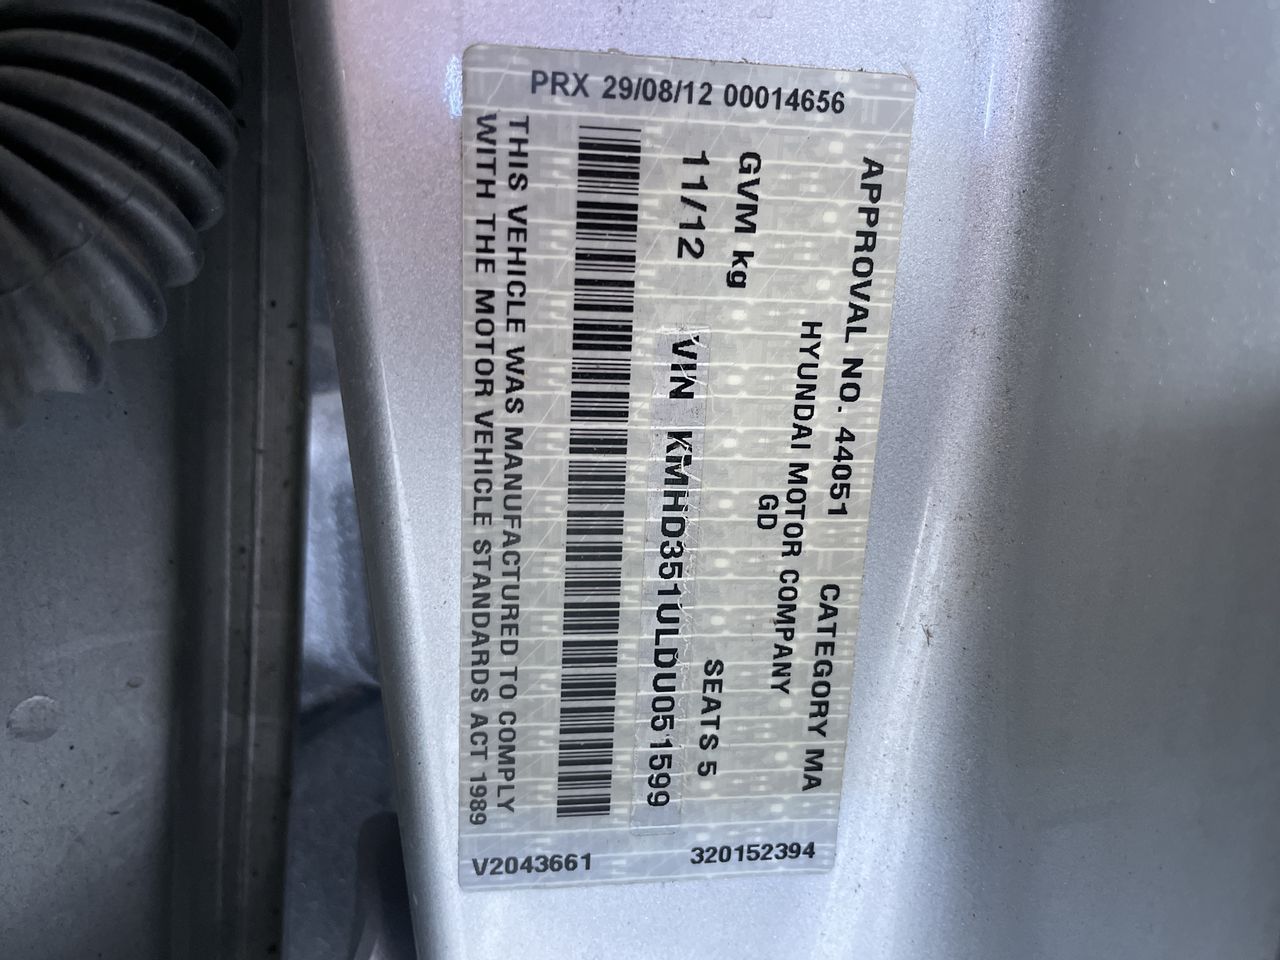 PRX 29/08/12 00014656
APPROVAL NO. 44051 CATEGORY MA
HYUNDAI MOTOR COMPANY
GD
GVM kg SEATS 5
11/12 VIN KMHD351ULDU051599
THIS VEHICLE WAS MANUFACTURED TO COMPLY
WITH THE MOTOR VEHICLE STANDARDS ACT 1989
320152394
V2043661